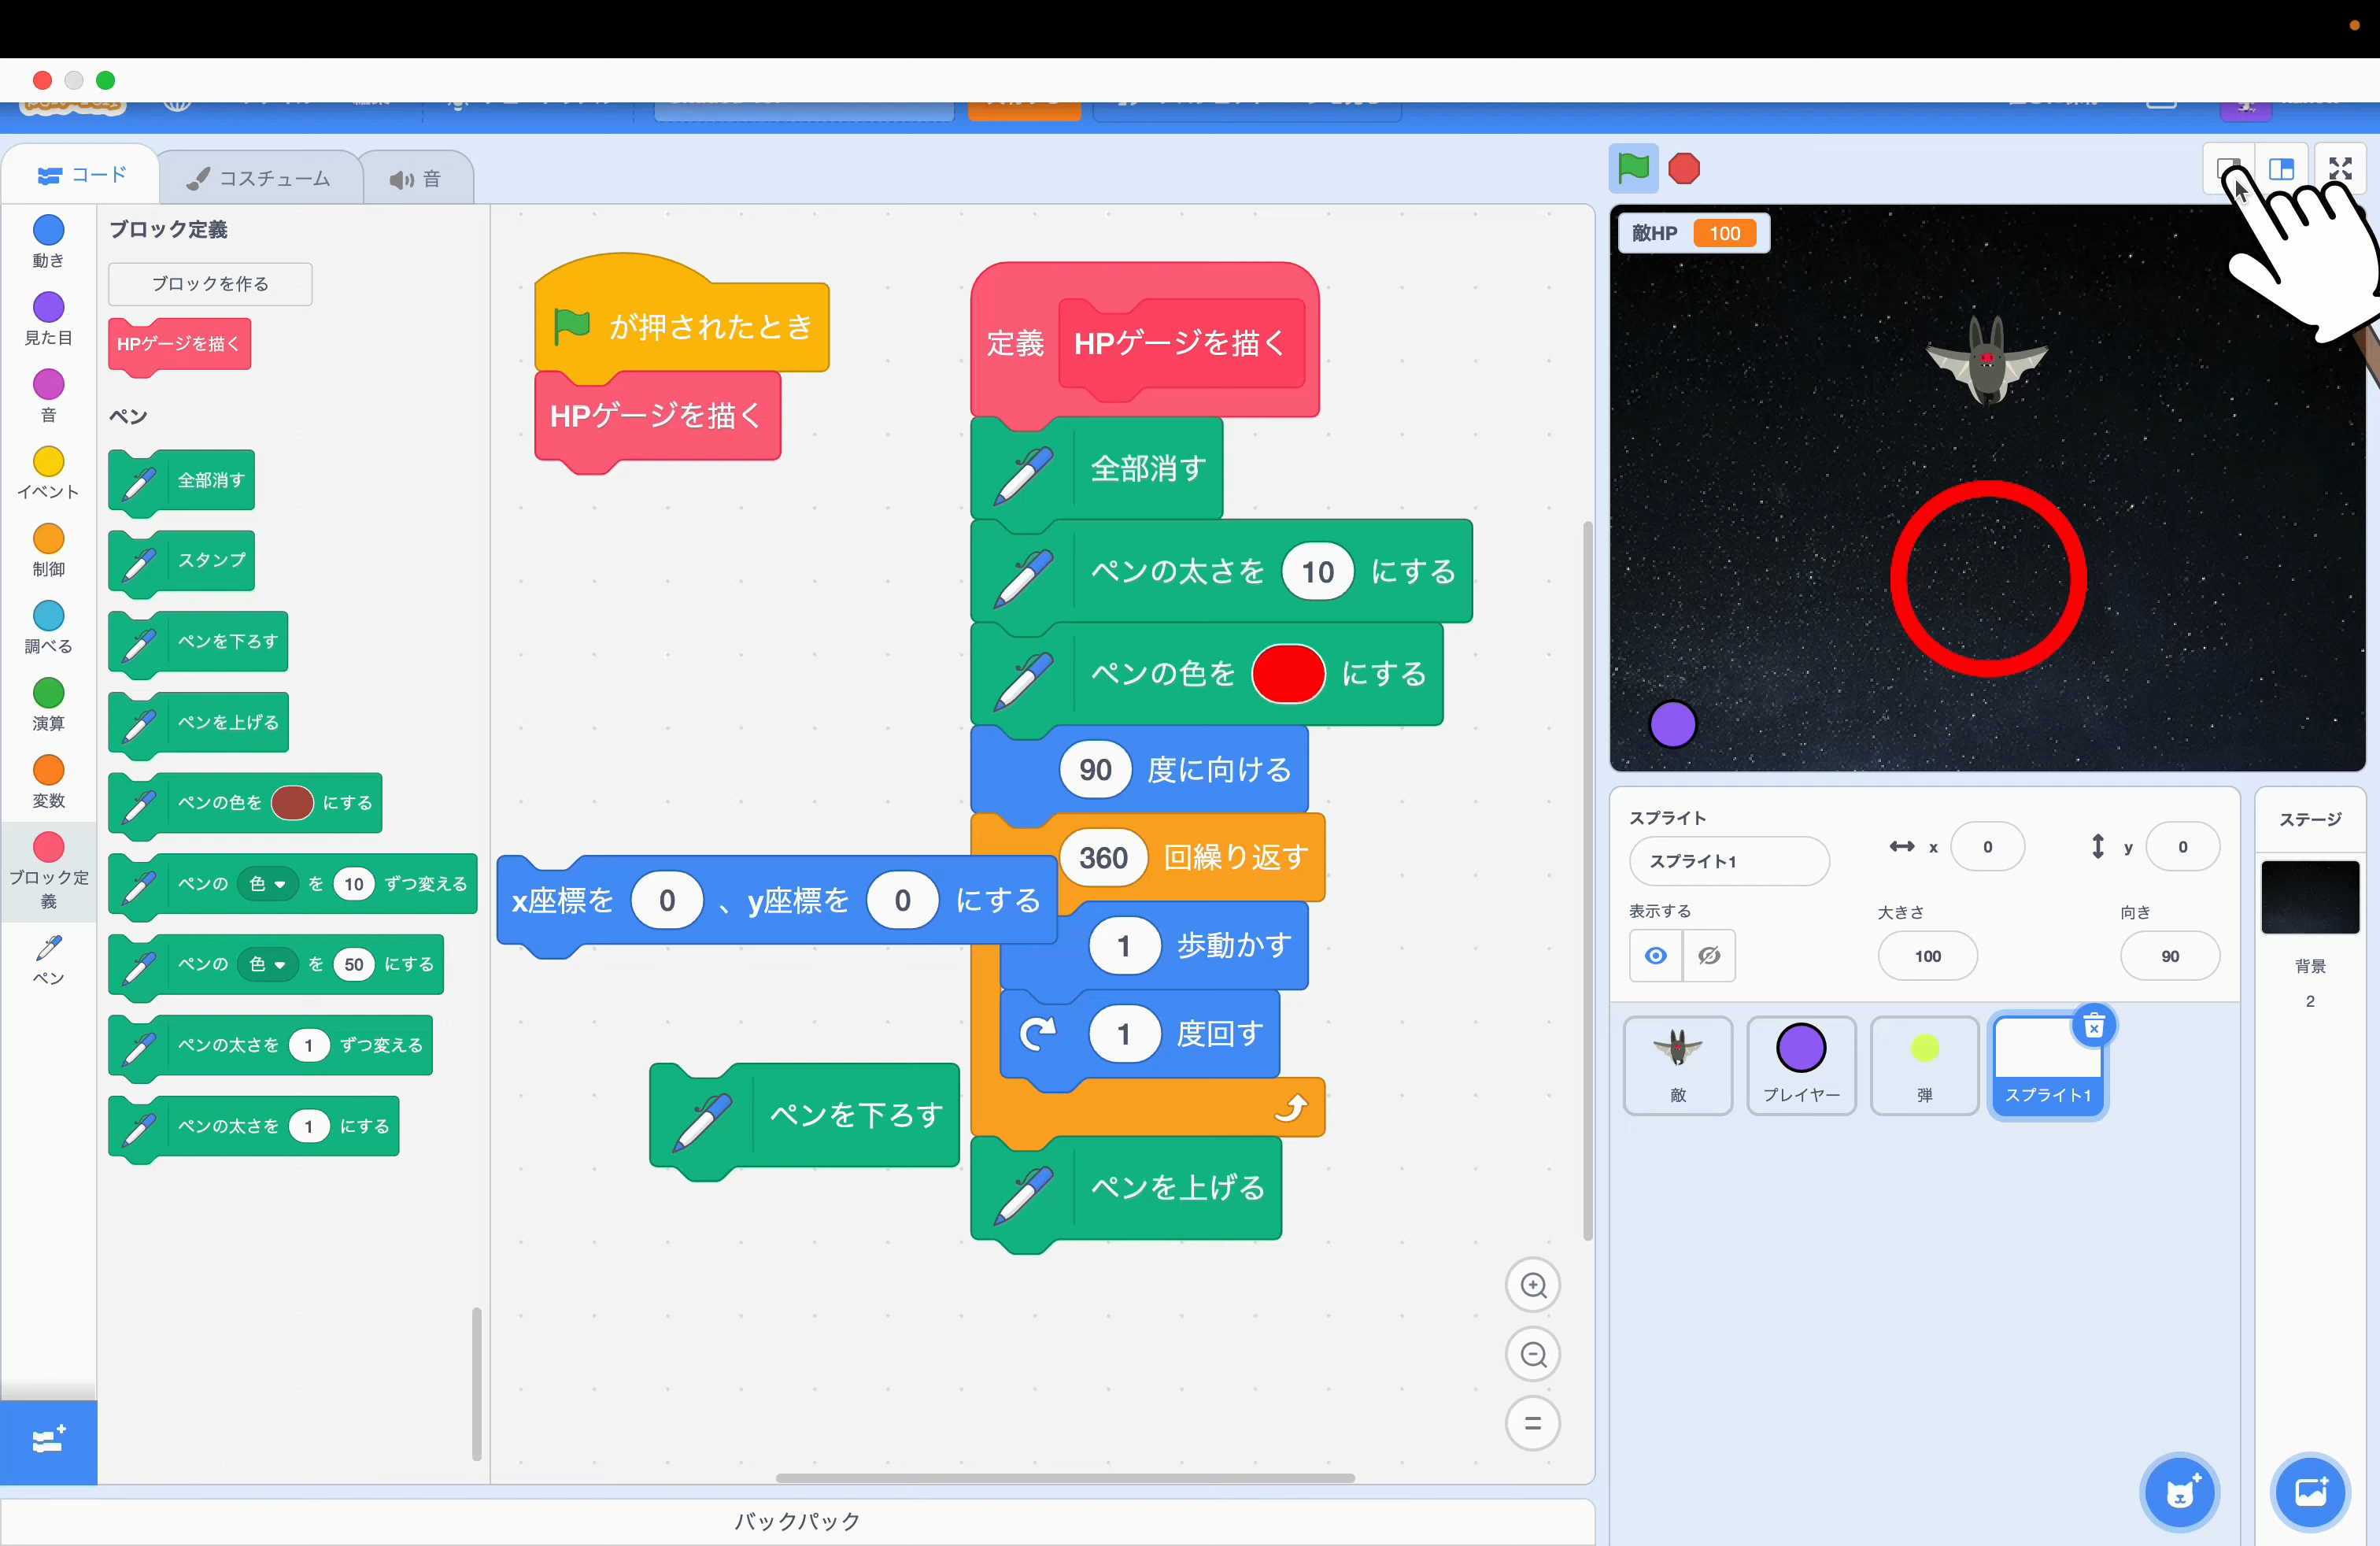 コード
コスチューム
音
動き
見た目
音
イベント
制御
調べる
演算
変数
ブロック定
義
ペン
ブロック定義
ブロックを作る
HPゲージを描く
ペン
全部消す
スタンプ
ペンを下ろす
ペンを上げる
ペンの色を にする
ペンの 色 を 10 ずつ変える
ペンの 色 を 50 にする
ペンの太さを 1 ずつ変える
ペンの太さを 1 にする
が押されたとき
HPゲージを描く
定義 HPゲージを描く
全部消す
ペンの太さを 10 にする
ペンの色を にする
90 度に向ける
360 回繰り返す
x座標を 0 、y座標を 0 にする
1 歩動かす
1 度回す
ペンを下ろす
ペンを上げる
バックパック
敵HP 100
スプライト
スプライト1
x 0
y 0
表示する
大きさ
100
向き
90
敵
プレイヤー
弾
スプライト1
ステージ
背景
2